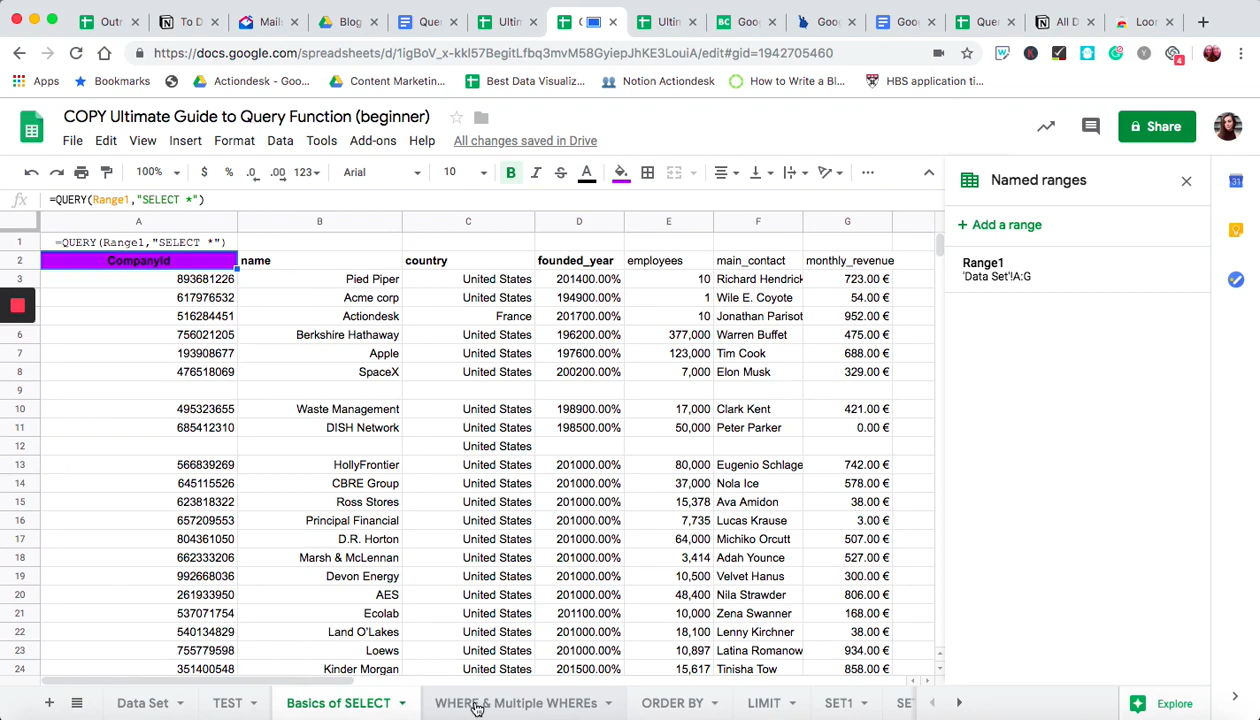 Outr To D Mails Blog Que Ultin C Ultin Goog Goog Goog Que All D Loon
https://docs.google.com/spreadsheets/d/1igBoV_x-kkl57BegitLfbq3mvM58GyiepJhKE3LouiA/edit#gid=1942705460 4
Apps Bookmarks Actiondesk - Goo... Content Marketin... Best Data Visualiz... Notion Actiondesk How to Write a Bl... HBS application ti...
COPY Ultimate Guide to Query Function (beginner)
File Edit View Insert Format Data Tools Add-ons Help All changes saved in Drive Share
100% $ % .0 .00 123 Arial 10 B I S A
fx =QUERY(Range1,"SELECT *")
A B C D E F G
1 =QUERY(Range1,"SELECT *")
2 CompanyId name country founded_year employees main_contact monthly_revenue
3 893681226 Pied Piper United States 201400.00% 10 Richard Hendrick 723.00 €
617976532 Acme corp United States 194900.00% 1 Wile E. Coyote 54.00 €
516284451 Actiondesk France 201700.00% 10 Jonathan Parisot 952.00 €
6 756021205 Berkshire Hathaway United States 196200.00% 377,000 Warren Buffet 475.00 €
7 193908677 Apple United States 197600.00% 123,000 Tim Cook 688.00 €
8 476518069 SpaceX United States 200200.00% 7,000 Elon Musk 329.00 €
9
10 495323655 Waste Management United States 198900.00% 17,000 Clark Kent 421.00 €
11 685412310 DISH Network United States 198500.00% 50,000 Peter Parker 0.00 €
12 United States
13 566839269 HollyFrontier United States 201000.00% 80,000 Eugenio Schlage 742.00 €
14 645115526 CBRE Group United States 201000.00% 37,000 Nola Ice 578.00 €
15 623818322 Ross Stores United States 201000.00% 15,378 Ava Amidon 38.00 €
16 657209553 Principal Financial United States 201000.00% 7,735 Lucas Krause 3.00 €
17 804361050 D.R. Horton United States 201000.00% 64,000 Michiko Orcutt 507.00 €
18 662333206 Marsh & McLennan United States 201000.00% 3,414 Adah Younce 527.00 €
19 992668036 Devon Energy United States 201000.00% 10,500 Velvet Hanus 300.00 €
20 261933950 AES United States 201000.00% 48,400 Nila Strawder 806.00 €
21 537071754 Ecolab United States 201100.00% 10,000 Zena Swanner 168.00 €
22 540134829 Land O'Lakes United States 201000.00% 18,100 Lenny Kirchner 38.00 €
23 755779598 Loews United States 201000.00% 10,897 Latina Romanow 934.00 €
24 351400548 Kinder Morgan United States 201500.00% 15,617 Tinisha Tow 858.00 €
Named ranges
+ Add a range
Range1
'Data Set'!A:G
31
+ Data Set TEST Basics of SELECT WHERE & Multiple WHEREs ORDER BY LIMIT SET1 SE Explore